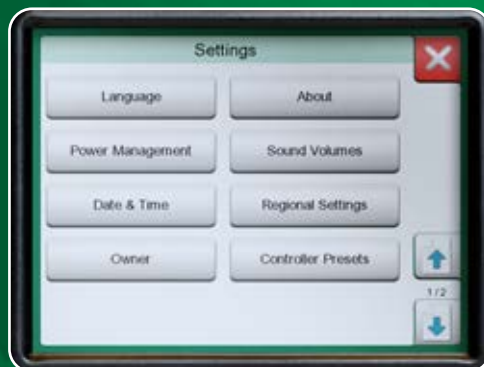 Settings
Language
About
Power Management
Sound Volumes
Date & Time
Regional Settings
Owner
Controller Presets
1/2